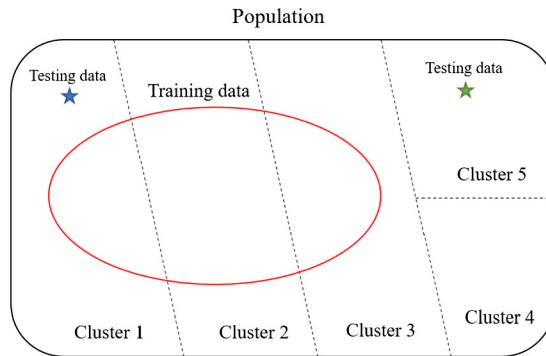 Population
Testing data
Testing data
Training data
Cluster 5
Cluster 1
Cluster 2
Cluster 3
Cluster 4